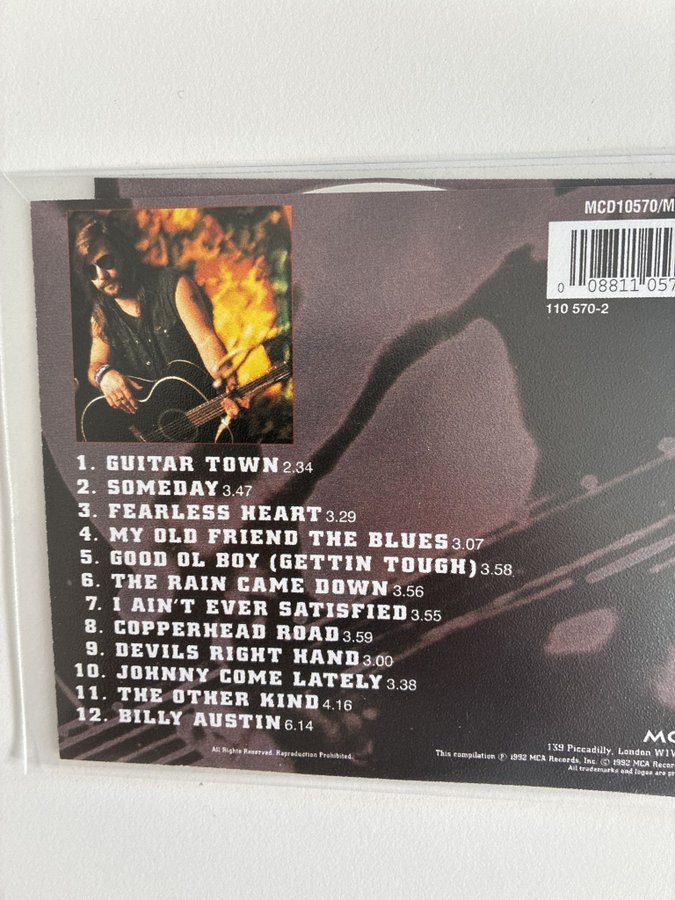 MCD10570/M
0 08811 057
110 570-2
1. GUITAR TOWN 2.34
2. SOMEDAY 3.47
3. FEARLESS HEART 3.29
4. MY OLD FRIEND THE BLUES 3.07
5. GOOD OL BOY (GETTIN TOUGH) 3.58
6. THE RAIN CAME DOWN 3.56
7. I AIN'T EVER SATISFIED 3.55
8. COPPERHEAD ROAD 3.59
9. DEVILS RIGHT HAND 3.00
10. JOHNNY COME LATELY 3.38
11. THE OTHER KIND 4.16
12. BILLY AUSTIN 6.14
MC
139 Piccadilly, London W1V
All Rights Reserved. Reproduction Prohibited.
This compilation ℗ 1992 MCA Records, Inc. © 1992 MCA Recor
All trademarks and logos are pr